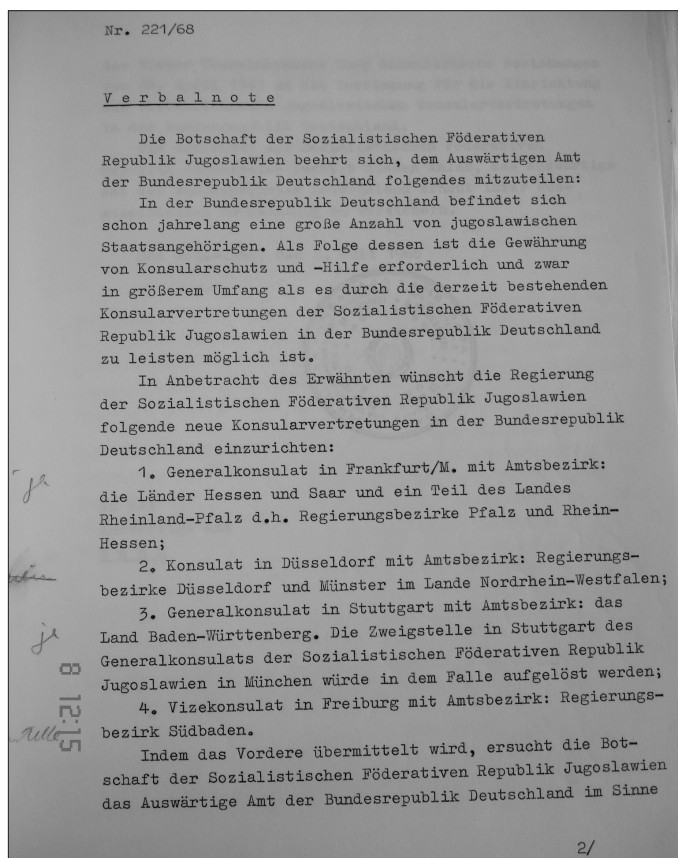 Nr. 221/68
Verbalnote
Die Botschaft der Sozialistischen Föderativen
Republik Jugoslawien beehrt sich, dem Auswärtigen Amt
der Bundesrepublik Deutschland folgendes mitzuteilen:
In der Bundesrepublik Deutschland befindet sich
schon jahrelang eine große Anzahl von jugoslawischen
Staatsangehörigen. Als Folge dessen ist die Gewährung
von Konsularschutz und -Hilfe erforderlich und zwar
in größerem Umfang als es durch die derzeit bestehenden
Konsularvertretungen der Sozialistischen Föderativen
Republik Jugoslawien in der Bundesrepublik Deutschland
zu leisten möglich ist.
In Anbetracht des Erwähnten wünscht die Regierung
der Sozialistischen Föderativen Republik Jugoslawien
folgende neue Konsularvertretungen in der Bundesrepublik
Deutschland einzurichten:
1. Generalkonsulat in Frankfurt/M. mit Amtsbezirk:
ja
die Länder Hessen und Saar und ein Teil des Landes
Rheinland-Pfalz d.h. Regierungsbezirke Pfalz und Rhein-
Hessen;
2. Konsulat in Düsseldorf mit Amtsbezirk: Regierungs-
bezirke Düsseldorf und Münster im Lande Nordrhein-Westfalen;
3. Generalkonsulat in Stuttgart mit Amtsbezirk: das
ja
Land Baden-Württenberg. Die Zweigstelle in Stuttgart des
Generalkonsulats der Sozialistischen Föderativen Republik
Jugoslawien in München würde in dem Falle aufgelöst werden;
4. Vizekonsulat in Freiburg mit Amtsbezirk: Regierungs-
bezirk Südbaden.
8 12:15
Indem das Vordere übermittelt wird, ersucht die Bot-
schaft der Sozialistischen Föderativen Republik Jugoslawien
das Auswärtige Amt der Bundesrepublik Deutschland im Sinne
2/